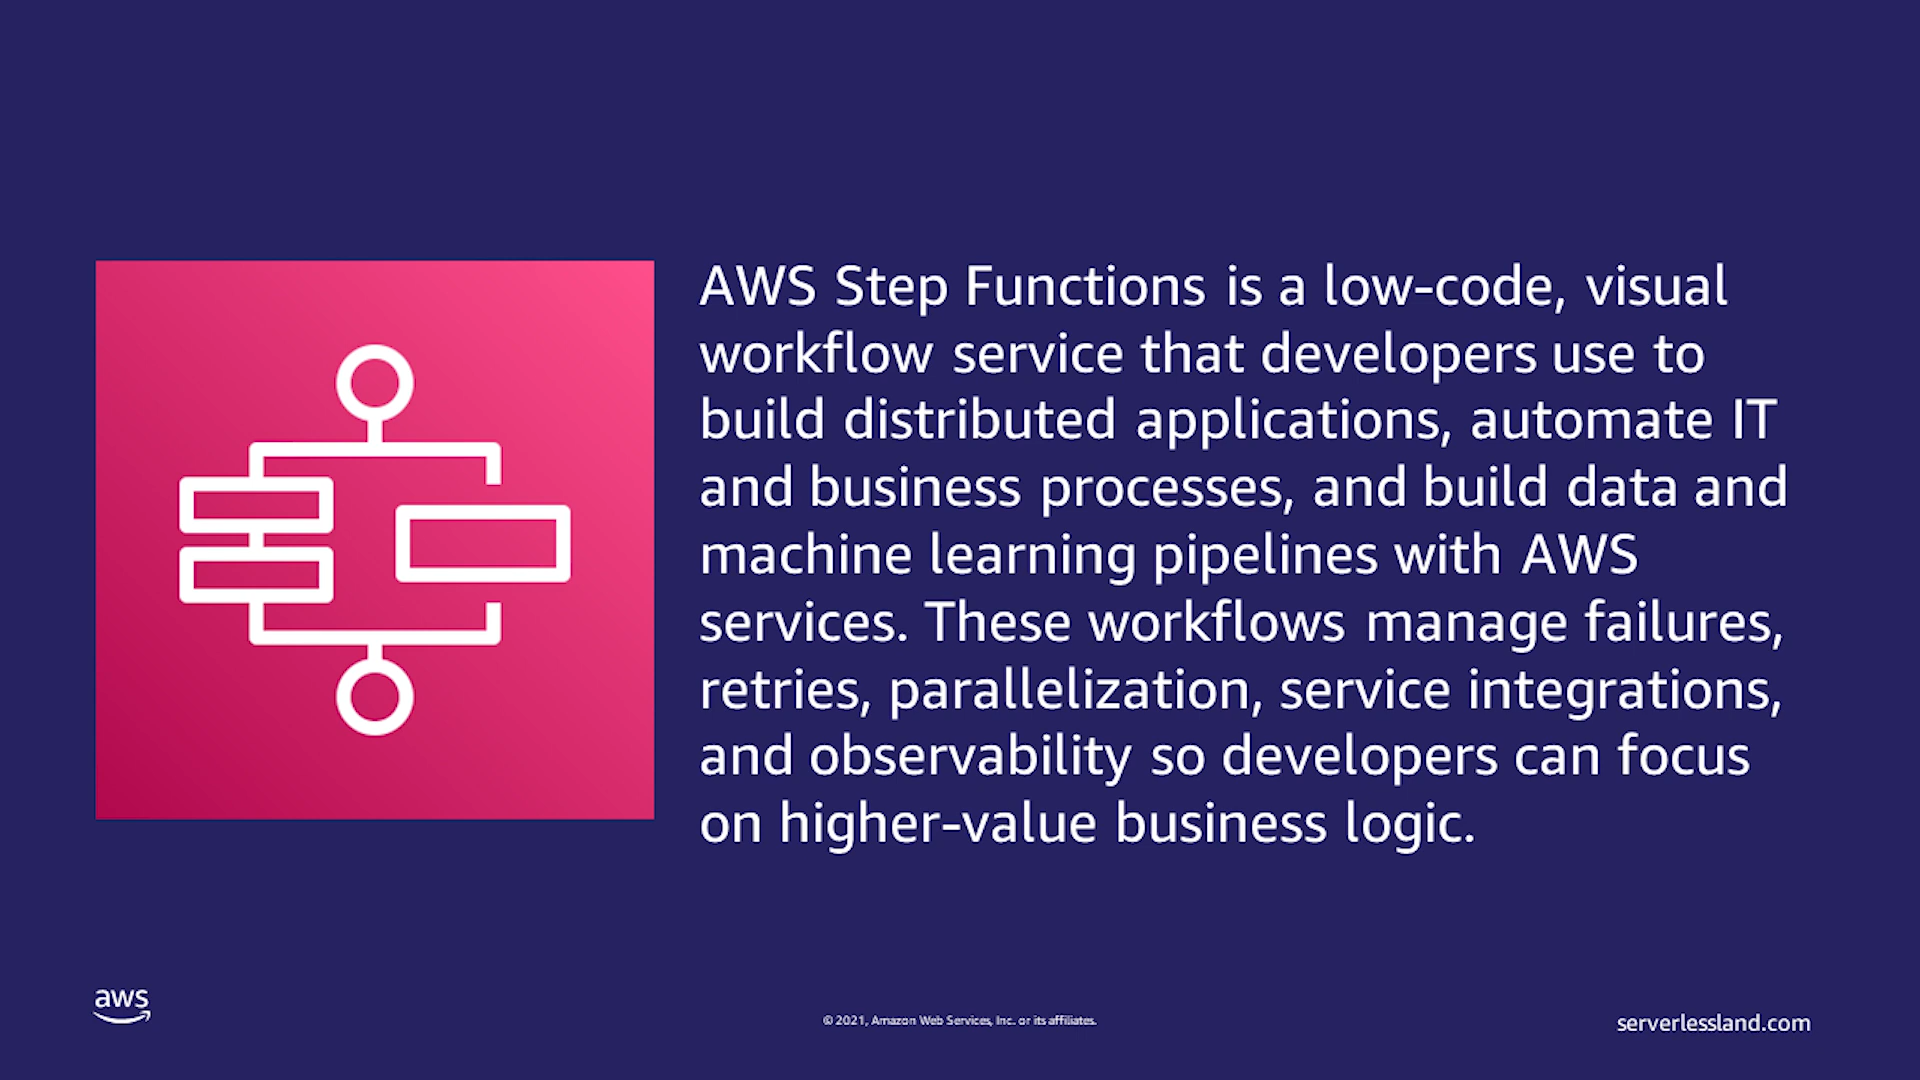 AWS Step Functions is a low-code, visual
workflow service that developers use to
build distributed applications, automate IT
and business processes, and build data and
machine learning pipelines with AWS
services. These workflows manage failures,
retries, parallelization, service integrations,
and observability so developers can focus
on higher-value business logic.
aws
© 2021, Amazon Web Services, Inc. or its affiliates.
serverlessland.com